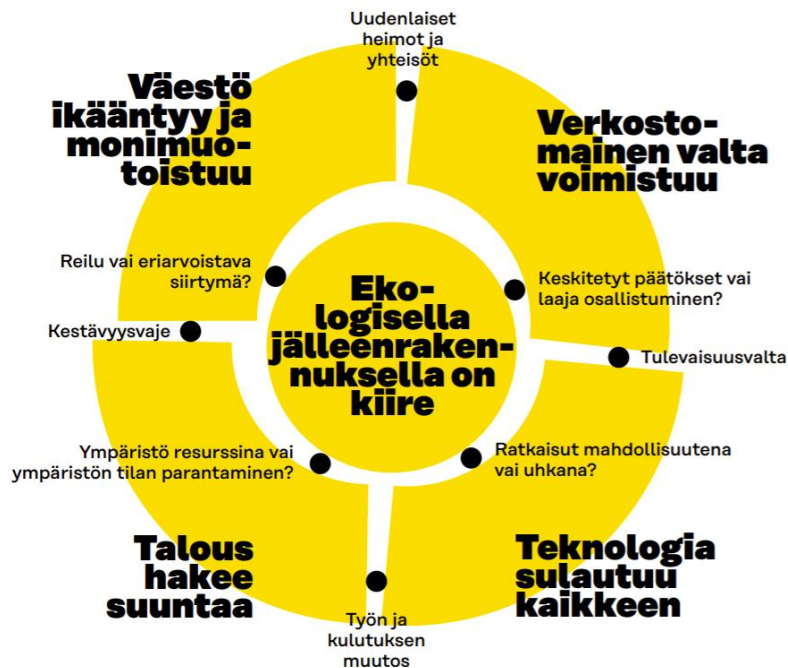 Uudenlaiset
heimot ja
yhteisöt
Väestö
ikääntyy ja
monimuo-
toistuu
Verkosto-
mainen valta
voimistuu
Reilu vai eriarvoistava
siirtymä?
Keskitetyt päätökset vai
laaja osallistuminen?
Eko-
logisella
jälleenraken-
nuksella on
kiire
Kestävyysvaje
Tulevaisuusvalta
Ympäristö resurssina vai
ympäristön tilan parantaminen?
Ratkaisut mahdollisuutena
vai uhkana?
Talous
hakee
suuntaa
Teknologia
sulautuu
kaikkeen
Työn ja
kulutuksen
muutos